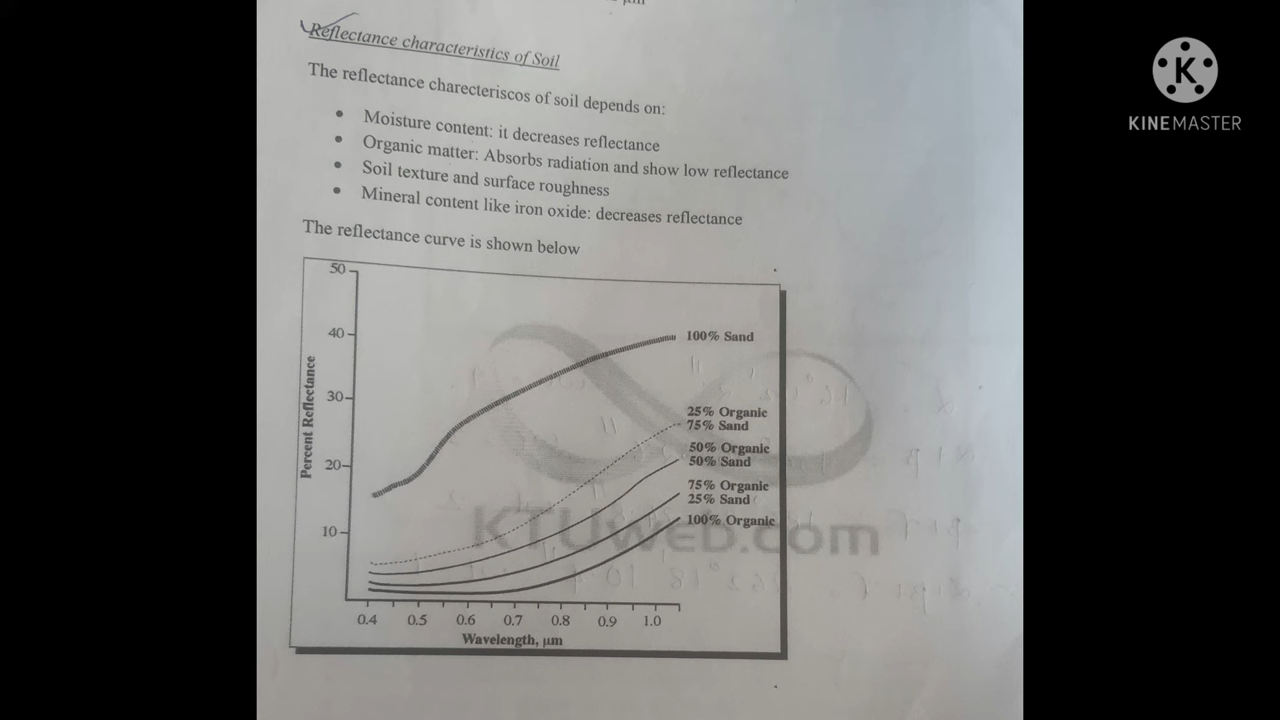 µm
Reflectance characteristics of Soil
The reflectance charecteriscos of soil depends on:
• Moisture content: it decreases reflectance
• Organic matter: Absorbs radiation and show low reflectance
• Soil texture and surface roughness
• Mineral content like iron oxide: decreases reflectance
The reflectance curve is shown below
50
40
30
20
10
Percent Reflectance
100% Sand
25% Organic
75% Sand
50% Organic
50% Sand
75% Organic
25% Sand
100% Organic
0.4 0.5 0.6 0.7 0.8 0.9 1.0
Wavelength, µm
KTUweb.com
K
KINEMASTER